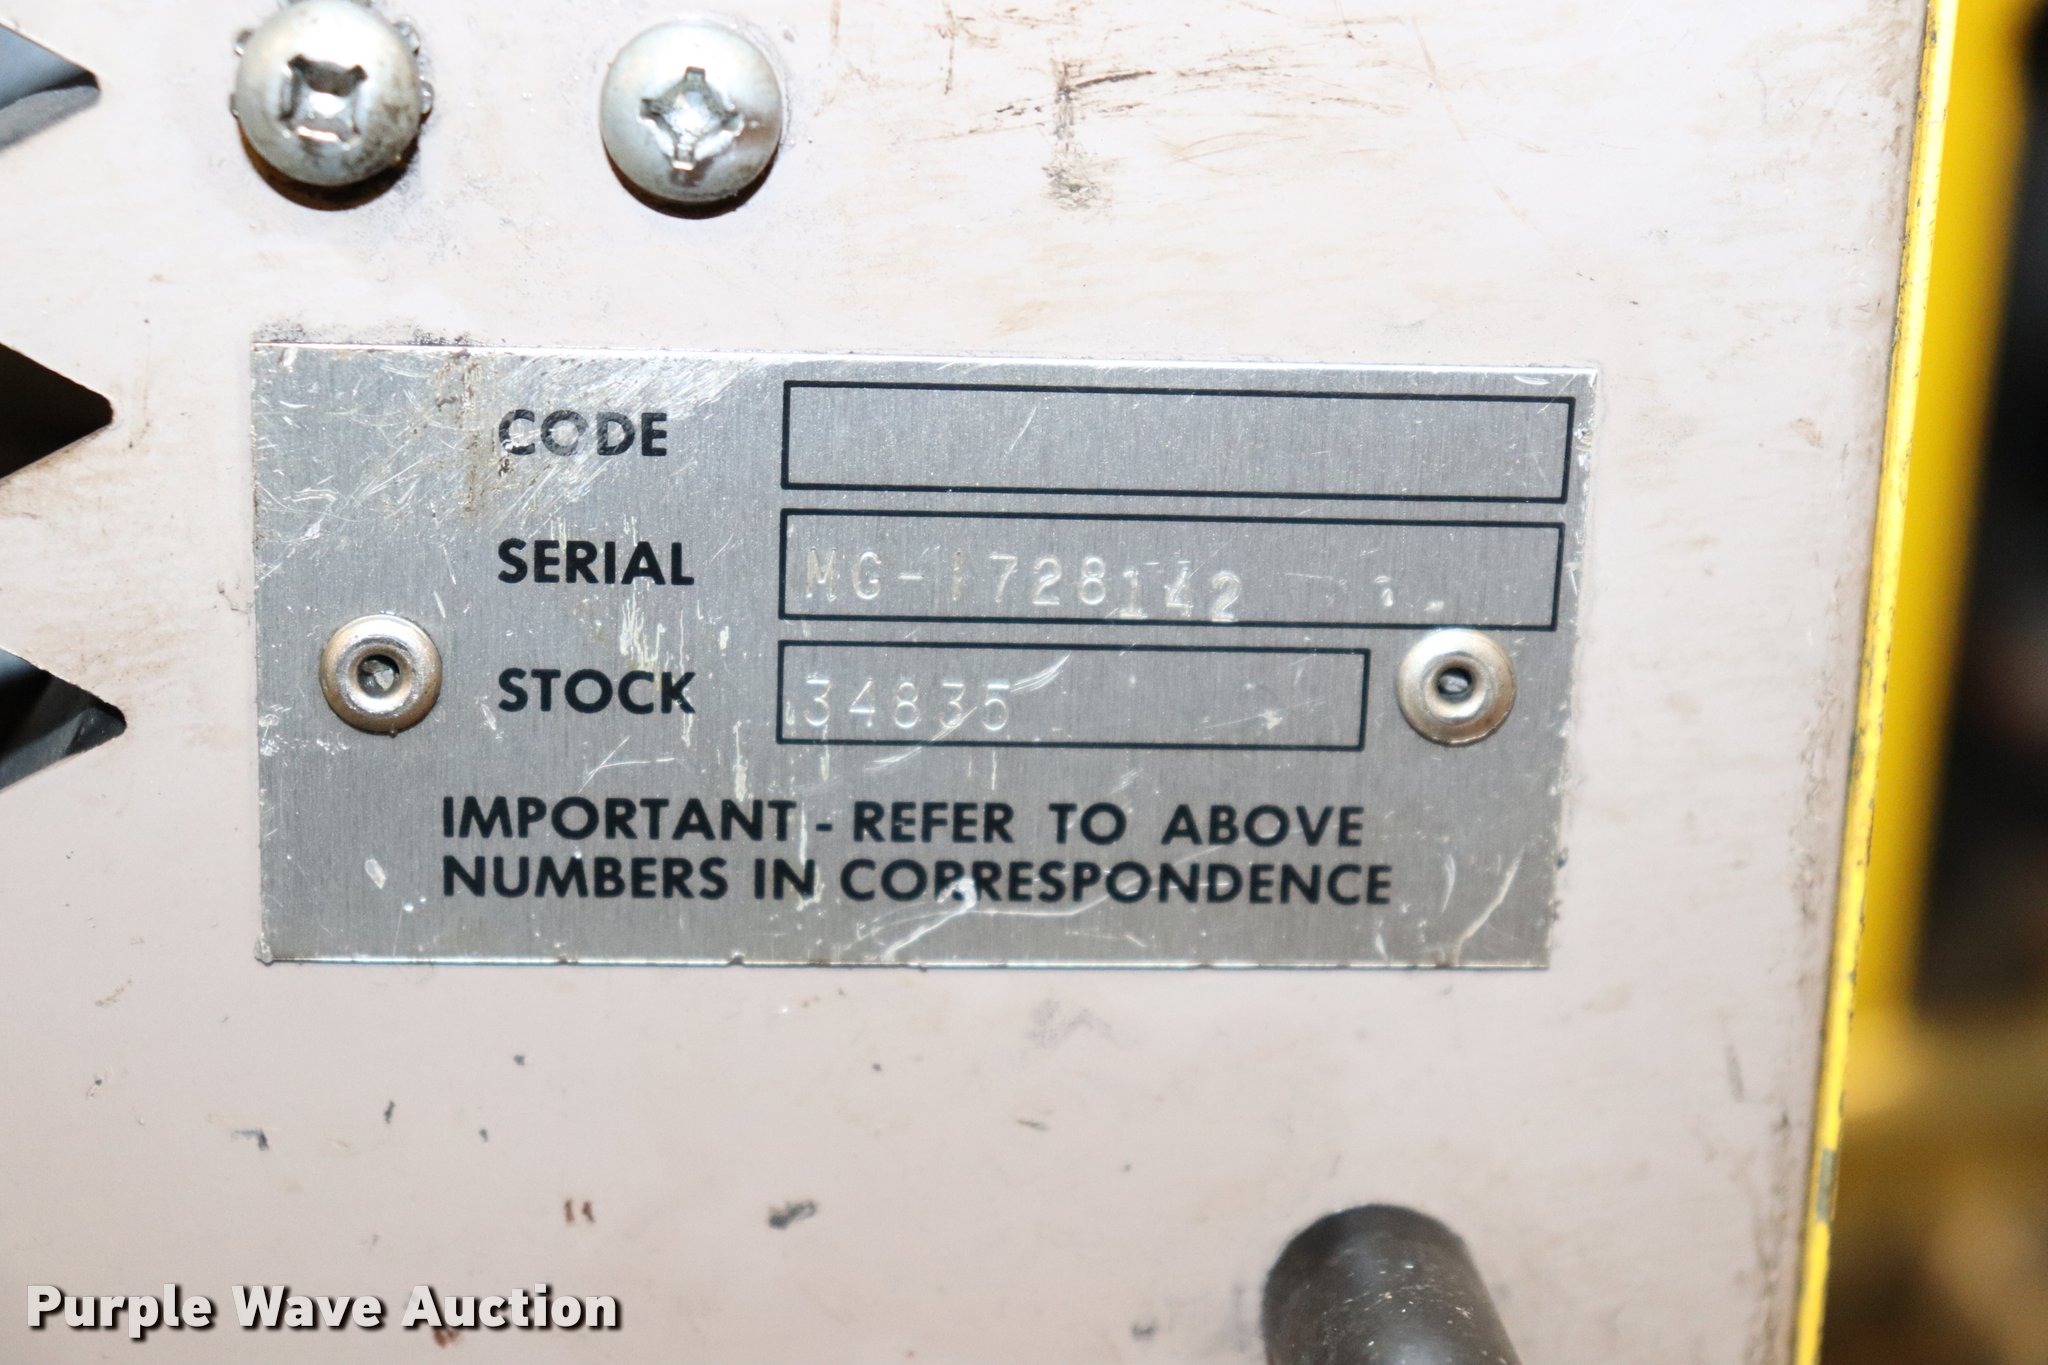 CODE
SERIAL MG-1728142
STOCK 34835
IMPORTANT - REFER TO ABOVE
NUMBERS IN CORRESPONDENCE
Purple Wave Auction